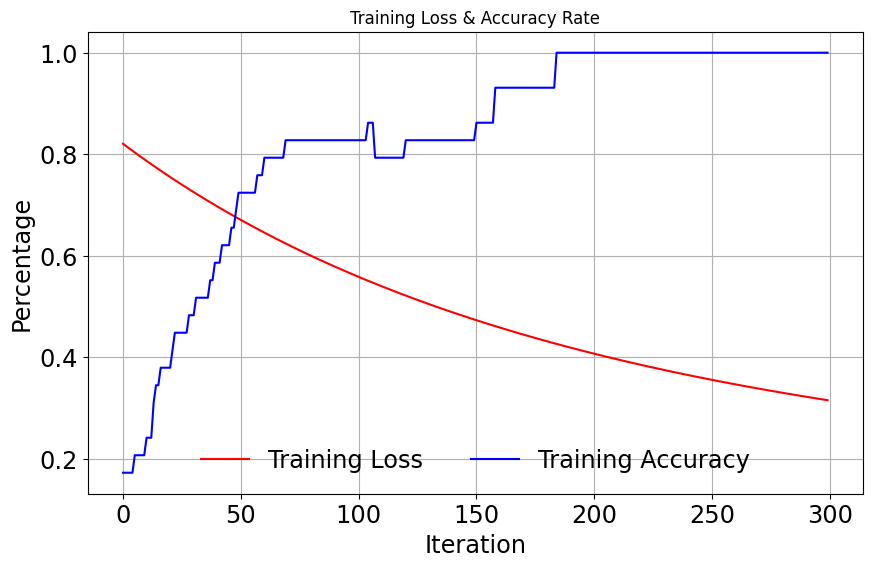 Training Loss & Accuracy Rate
Percentage
1.0
0.8
0.6
0.4
0.2
Training Loss
Training Accuracy
0 50 100 150 200 250 300
Iteration